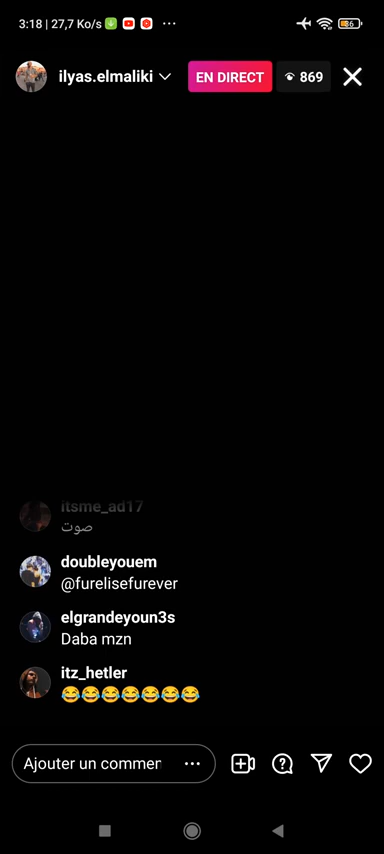 3:18 | 27,7 Ko/s
86
ilyas.elmaliki
EN DIRECT
869
itsme_ad17
صوت
doubleyouem
@furelisefurever
elgrandeyoun3s
Daba mzn
itz_hetler
😂😂😂😂😂😂😂
Ajouter un commen